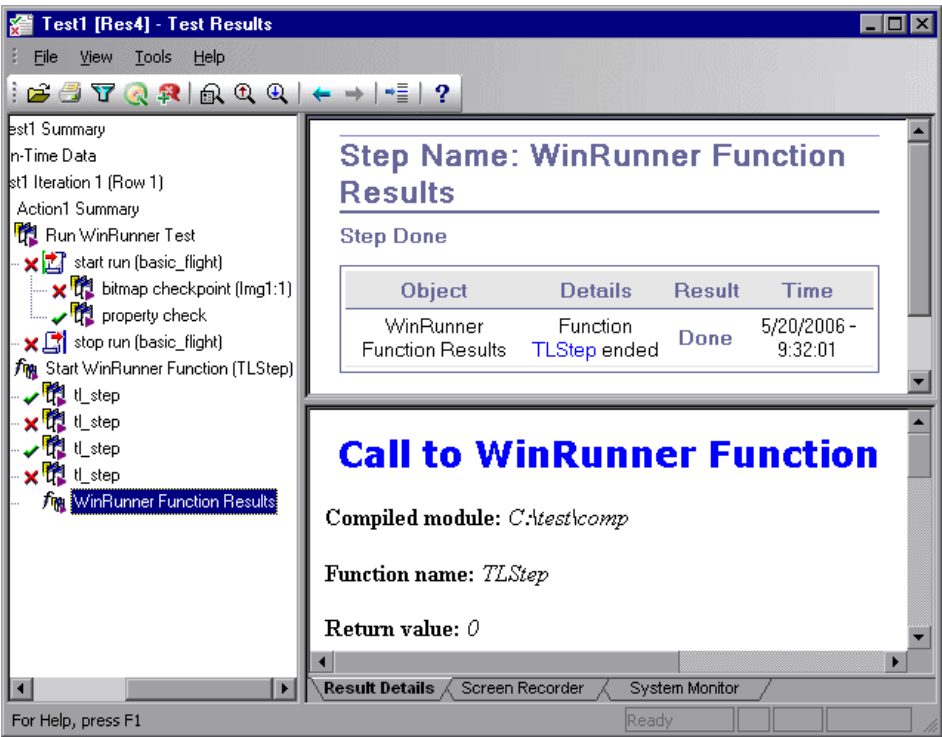 Test1 [Res4] - Test Results
File View Tools Help
?
est1 Summary
n-Time Data
st1 Iteration 1 (Row 1)
Action1 Summary
Run WinRunner Test
start run (basic_flight)
bitmap checkpoint (Img1:1)
property check
stop run (basic_flight)
Start WinRunner Function (TLStep)
tl_step
tl_step
tl_step
tl_step
WinRunner Function Results
Step Name: WinRunner Function
Results
Step Done
Object Details Result Time
WinRunner Function Results Function TLStep ended Done 5/20/2006 - 9:32:01
Call to WinRunner Function
Compiled module: C:\test\comp
Function name: TLStep
Return value: 0
Result Details Screen Recorder System Monitor
For Help, press F1 Ready